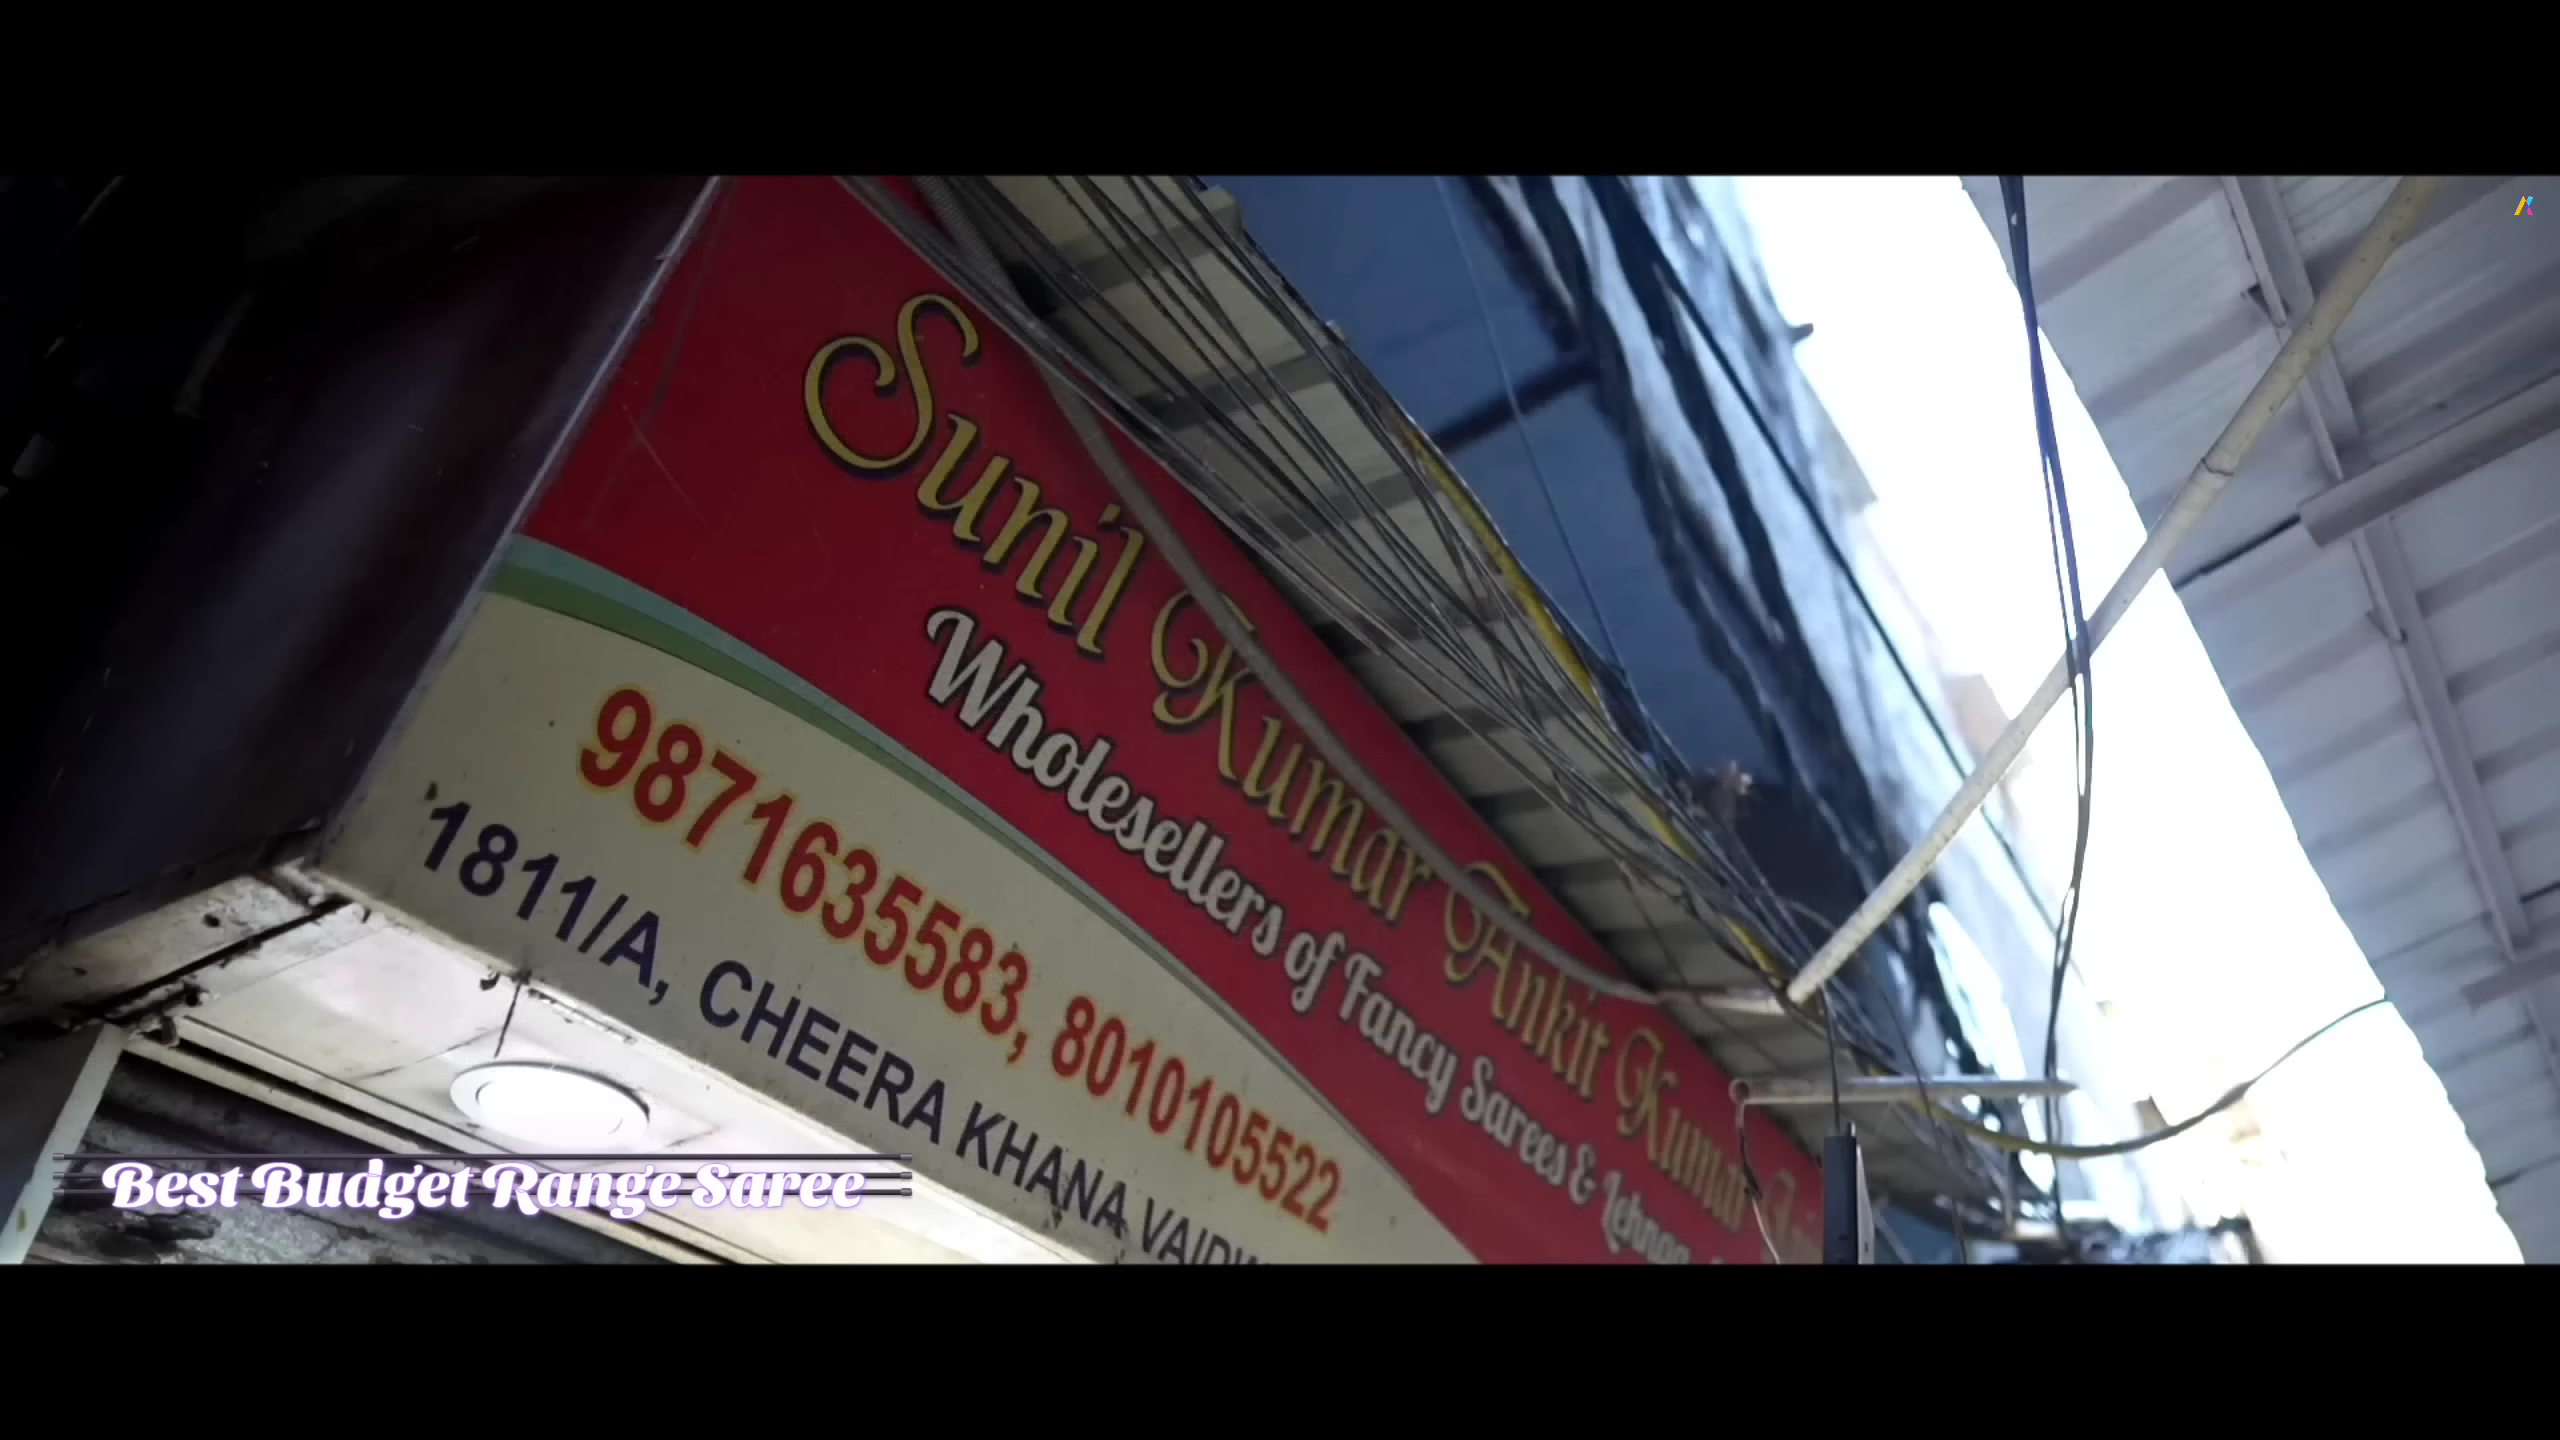 Sunil Kumar Ankit Kumar
Wholesellers of Fancy Sarees &
9871635583, 8010105522
1811/A, CHEERA KHANA
Best Budget Range Saree